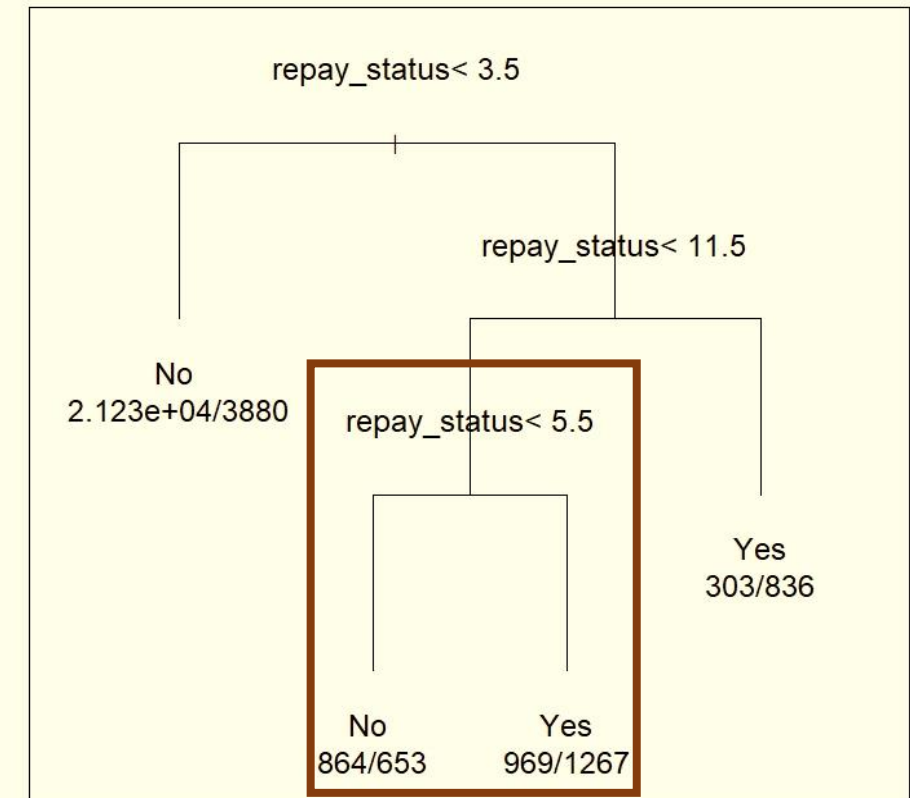 repay_status< 3.5
repay_status< 11.5
No
2.123e+04/3880
repay_status< 5.5
Yes
303/836
No
864/653
Yes
969/1267